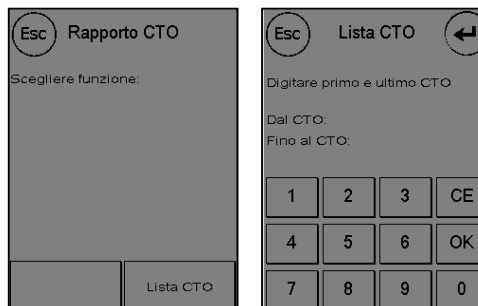 Esc Rapporto CTO
Scegliere funzione:
Lista CTO
Esc Lista CTO
Digitare primo e ultimo CTO
Dal CTO:
Fino al CTO:
1 2 3 CE
4 5 6 OK
7 8 9 0